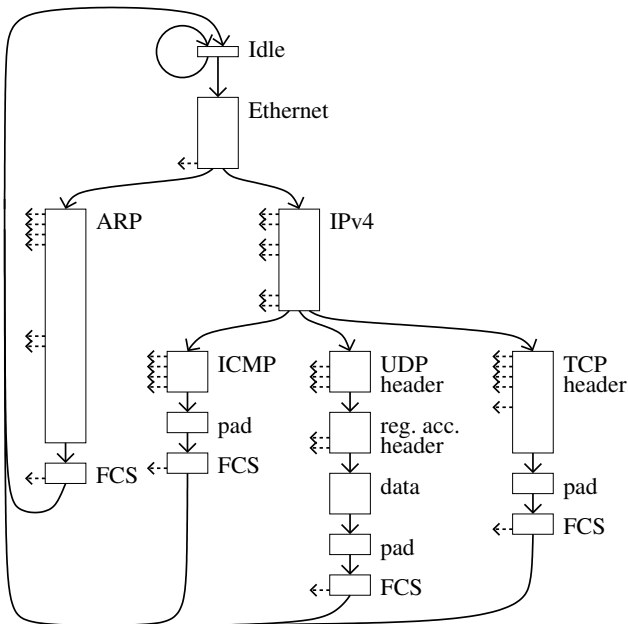 Idle
Ethernet
ARP
IPv4
ICMP
UDP
header
TCP
header
pad
reg. acc.
header
FCS
FCS
data
pad
FCS
pad
FCS